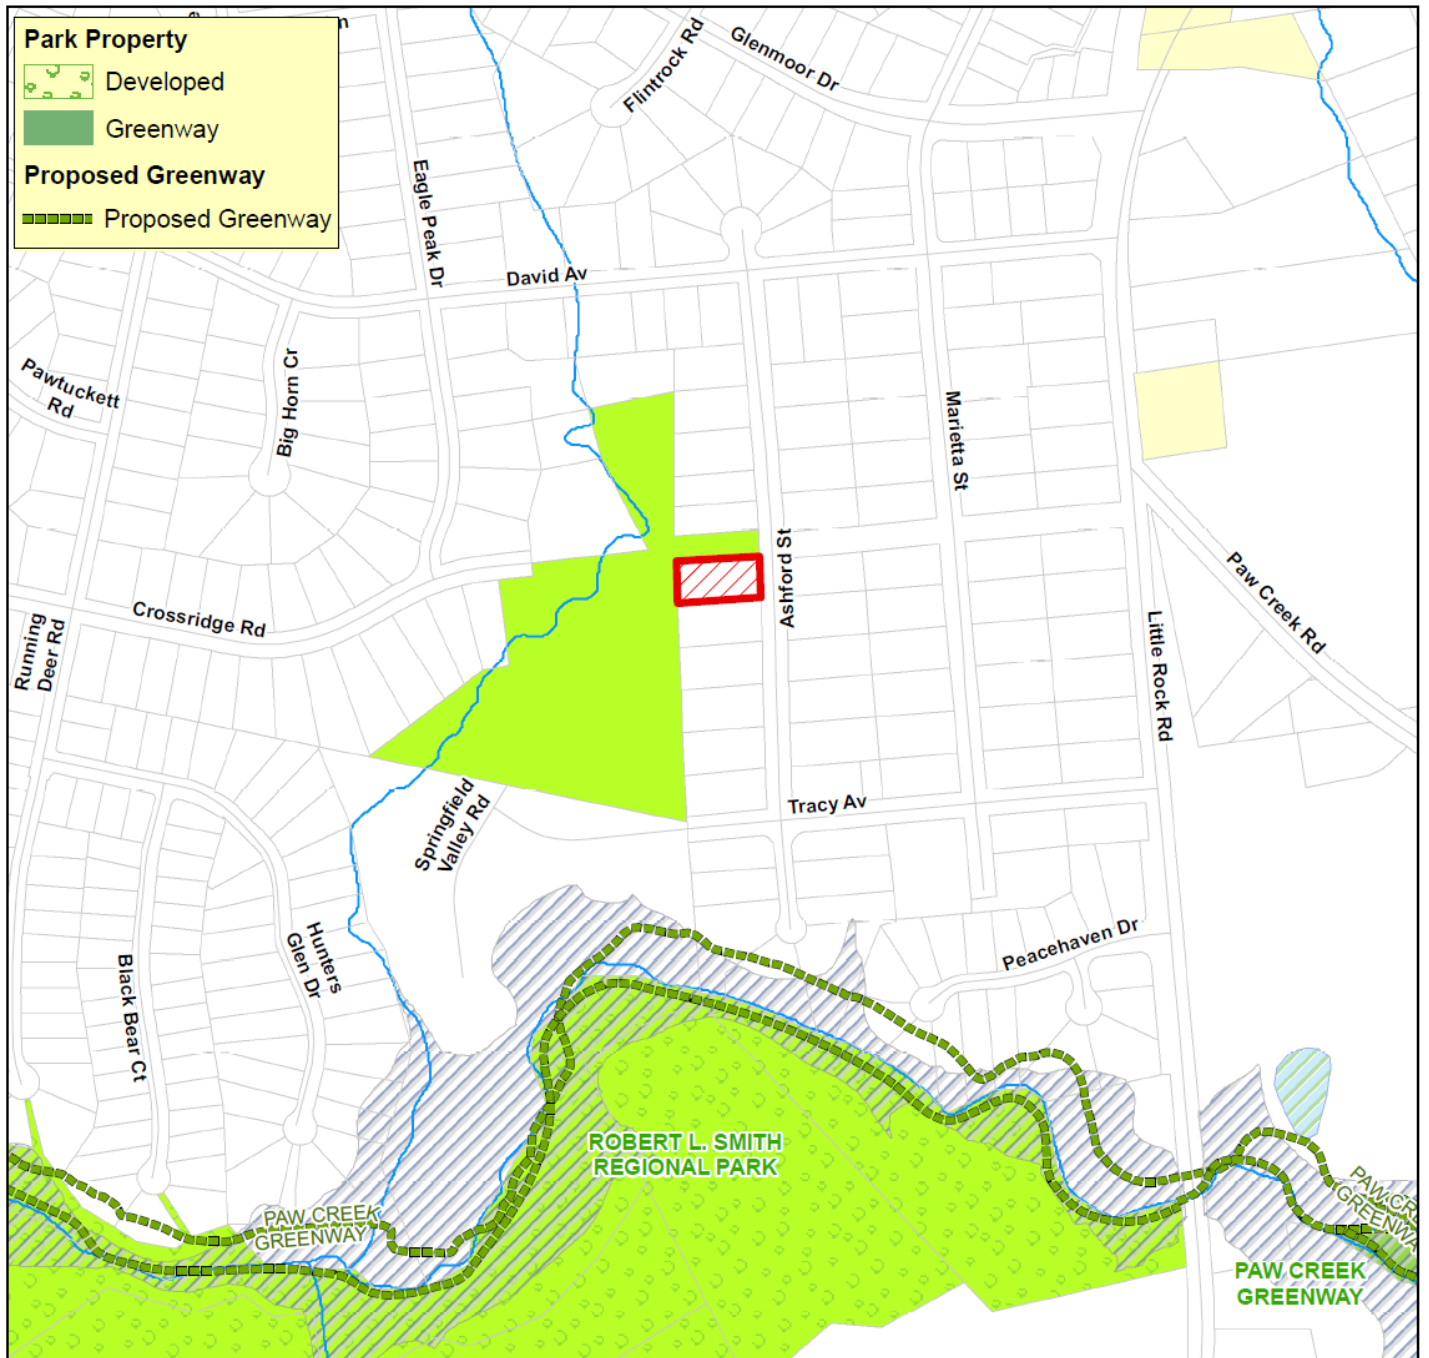 Park Property
Developed
Greenway
Proposed Greenway
Proposed Greenway
Flintrock Rd
Glenmoor Dr
Eagle Peak Dr
David Av
Pawtuckett
Rd
Big Horn Cr
Marietta St
Ashford St
Paw Creek Rd
Crossridge Rd
Running
Deer Rd
Little Rock Rd
Springfield
Valley Rd
Tracy Av
Hunters
Glen Dr
Black Bear Ct
Peacehaven Dr
ROBERT L. SMITH
REGIONAL PARK
PAW CREEK
GREENWAY
PAW CRE
GREENWA
PAW CREEK
GREENWAY